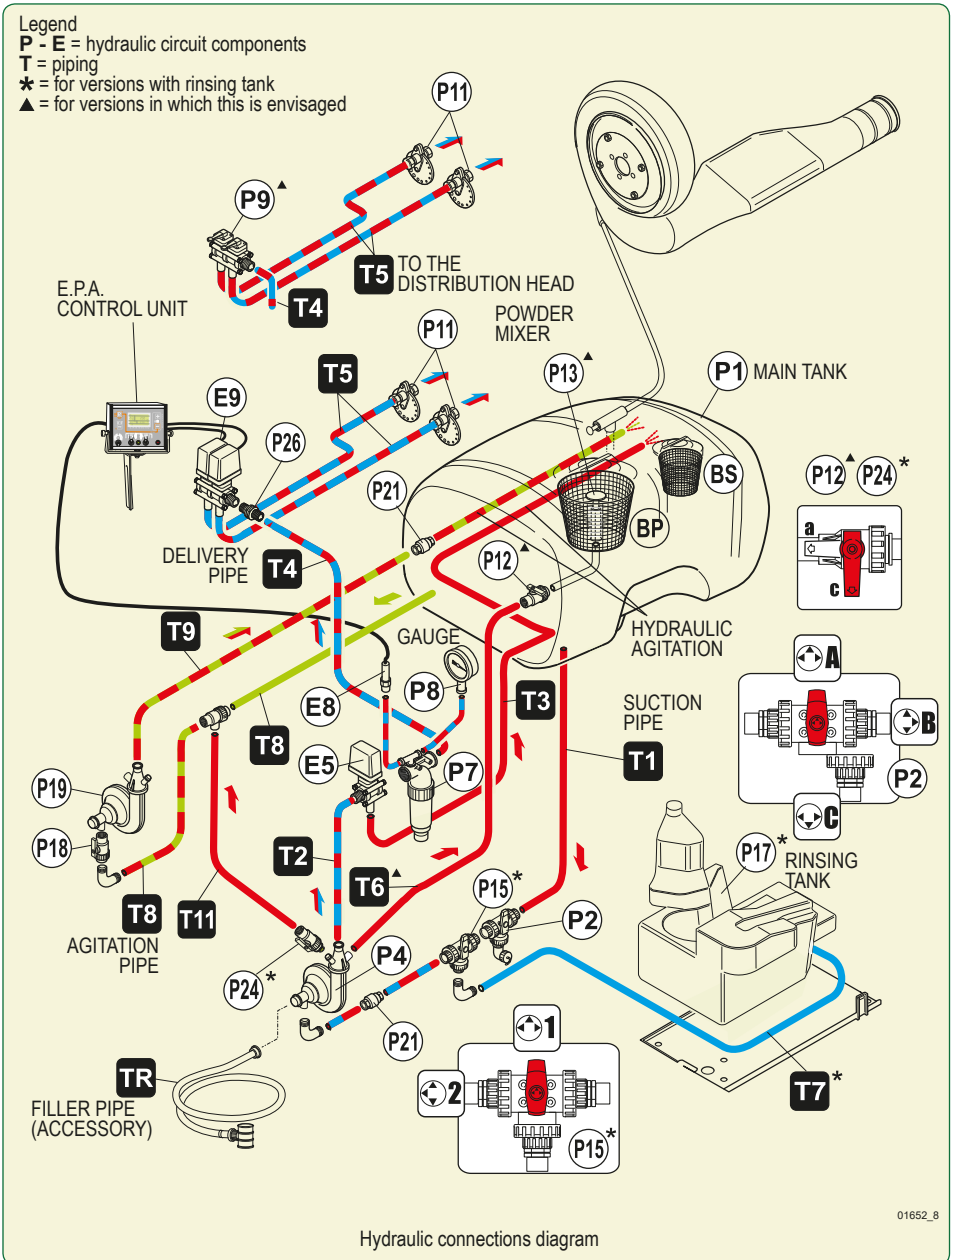 Legend
P - E = hydraulic circuit components
T = piping
* = for versions with rinsing tank
▲ = for versions in which this is envisaged
P11
P9 ▲
T5
TO THE
DISTRIBUTION HEAD
T4
E.P.A.
CONTROL UNIT
POWDER
MIXER
P11
T5
P13 ▲
P1 MAIN TANK
E9
P26
P21
BS
P12 ▲ P24 *
BP
a
c
DELIVERY
PIPE
T4
P12 ▲
T9
GAUGE
HYDRAULIC
AGITATION
A
E8
P8
T3
SUCTION
PIPE
B
T8
E5
P7
T1
P2
P19
C
P18
T2
P17 *
RINSING
TANK
T6 ▲
P15 *
T8
T11
P2
AGITATION
PIPE
P4
P24 *
P21
1
TR
2
T7 *
FILLER PIPE
(ACCESSORY)
P15 *
01652_8
Hydraulic connections diagram